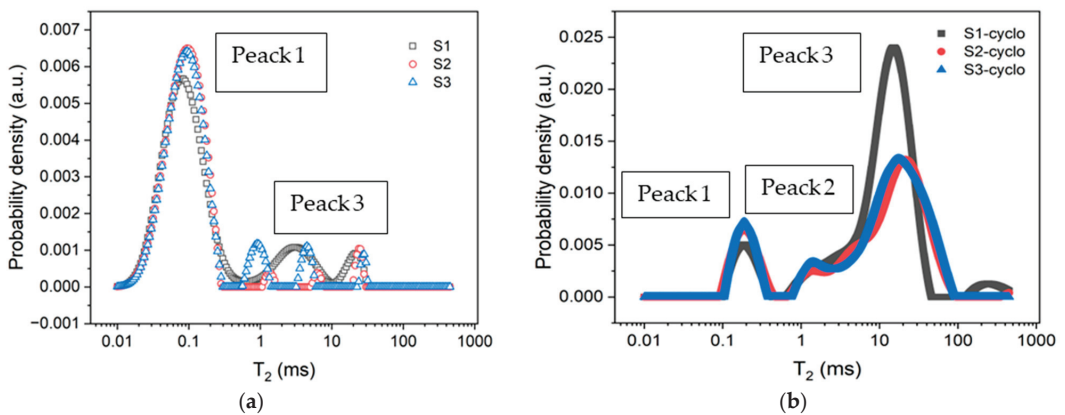 0.007
0.006
0.005
0.004
0.003
0.002
0.001
0.000
−0.001
Probability density (a.u.)
Peack 1
Peack 3
S1
S2
S3
0.01 0.1 1 10 100 1000
T2 (ms)
(a)
0.025
0.020
0.015
0.010
0.005
0.000
Probability density (a.u.)
Peack 3
Peack 1
Peack 2
S1-cyclo
S2-cyclo
S3-cyclo
0.01 0.1 1 10 100 1000
T2 (ms)
(b)